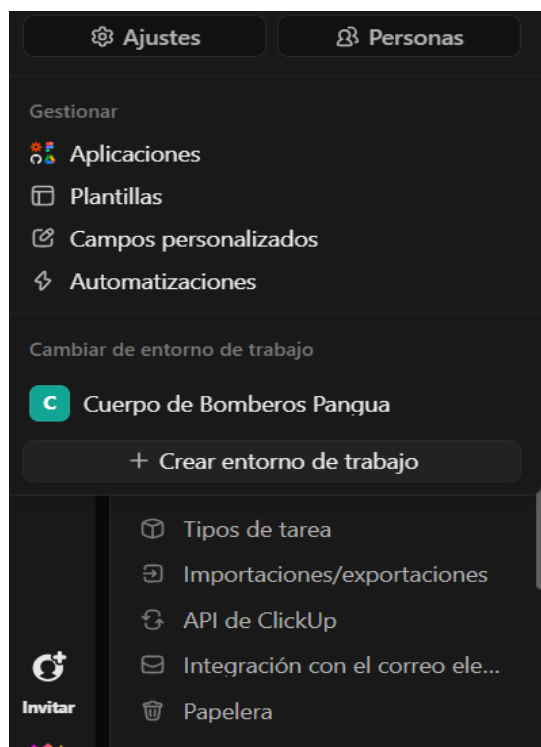 Ajustes
Personas
Gestionar
Aplicaciones
Plantillas
Campos personalizados
Automatizaciones
Cambiar de entorno de trabajo
C Cuerpo de Bomberos Pangua
+ Crear entorno de trabajo
Tipos de tarea
Importaciones/exportaciones
API de ClickUp
Integración con el correo ele...
Invitar
Papelera